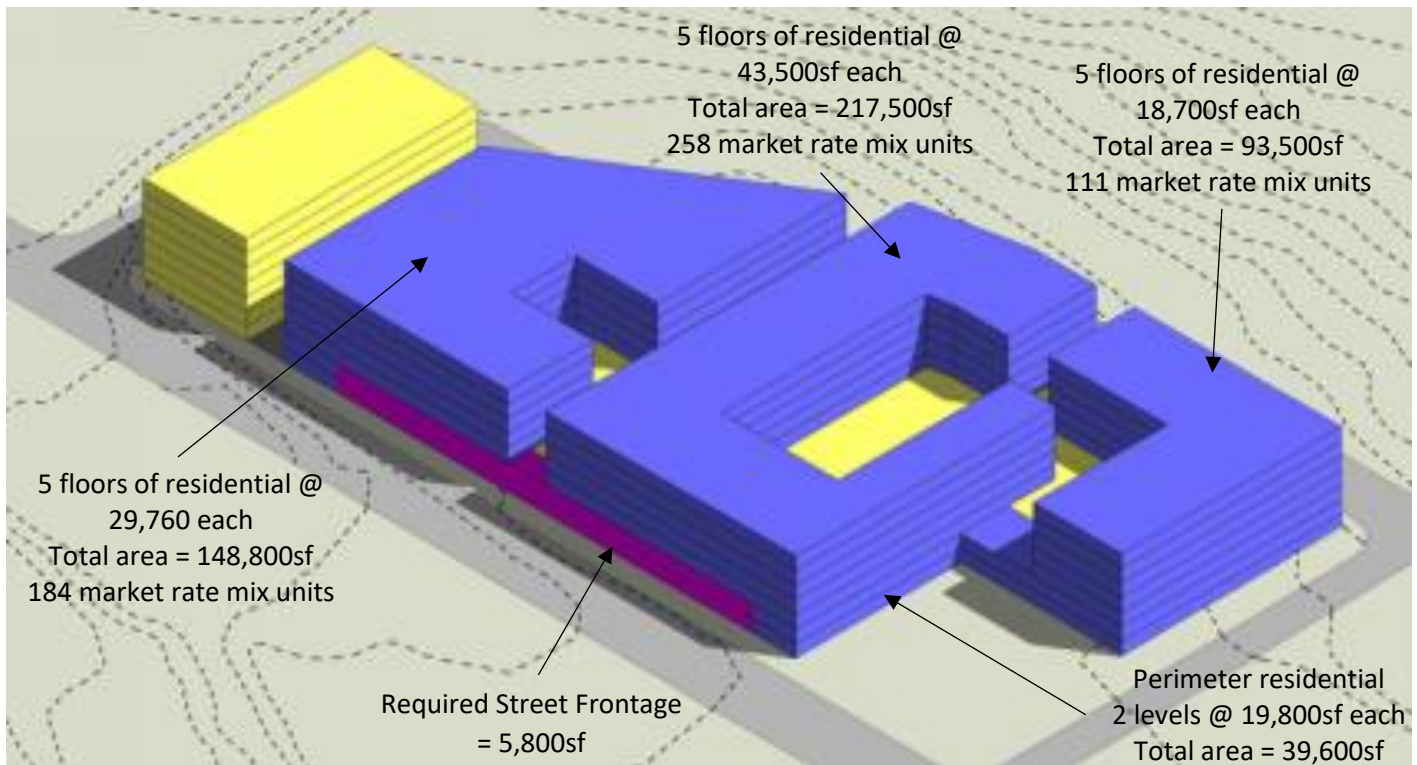 5 floors of residential @
43,500sf each
Total area = 217,500sf
258 market rate mix units
5 floors of residential @
18,700sf each
Total area = 93,500sf
111 market rate mix units
5 floors of residential @
29,760 each
Total area = 148,800sf
184 market rate mix units
Required Street Frontage
= 5,800sf
Perimeter residential
2 levels @ 19,800sf each
Total area = 39,600sf